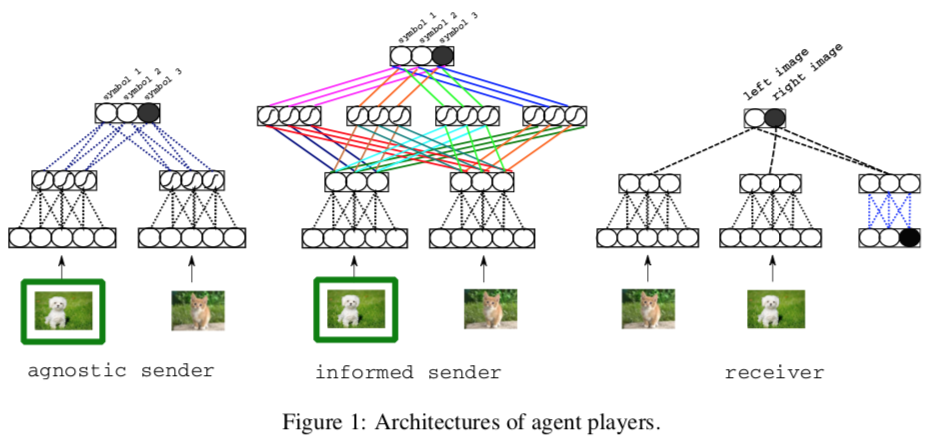 symbol 1
symbol 2
symbol 3
symbol 1
symbol 2
symbol 3
left image
right image
agnostic sender
informed sender
receiver
Figure 1: Architectures of agent players.